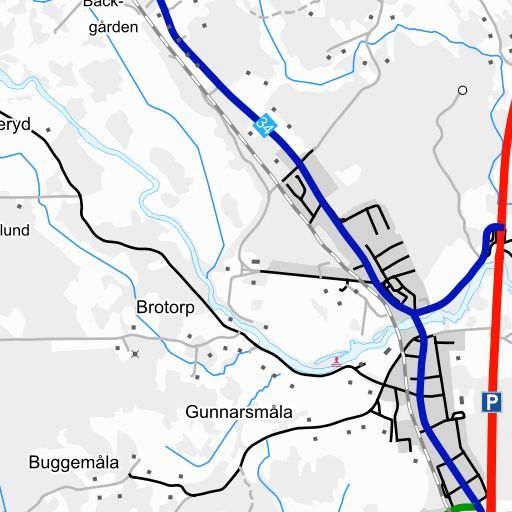 Back-
gården
34
eryd
lund
Brotorp
P
Gunnarsmåla
Buggemåla